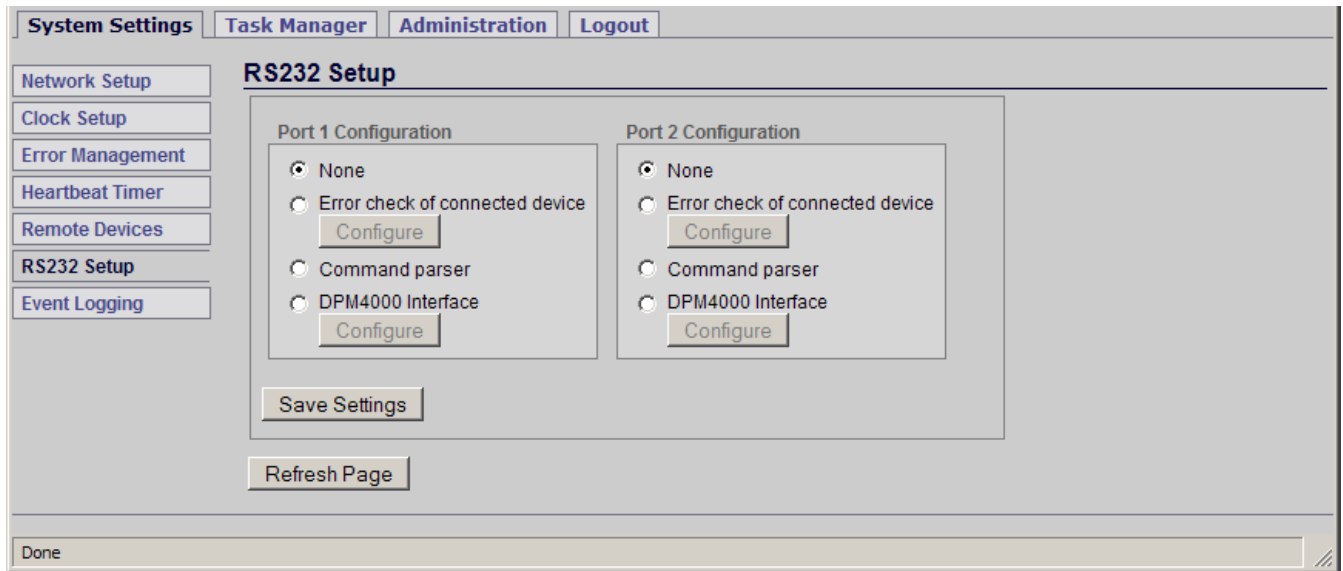 System Settings Task Manager Administration Logout
Network Setup
Clock Setup
Error Management
Heartbeat Timer
Remote Devices
RS232 Setup
Event Logging
RS232 Setup
Port 1 Configuration
None
Error check of connected device
Configure
Command parser
DPM4000 Interface
Configure
Port 2 Configuration
None
Error check of connected device
Configure
Command parser
DPM4000 Interface
Configure
Save Settings
Refresh Page
Done